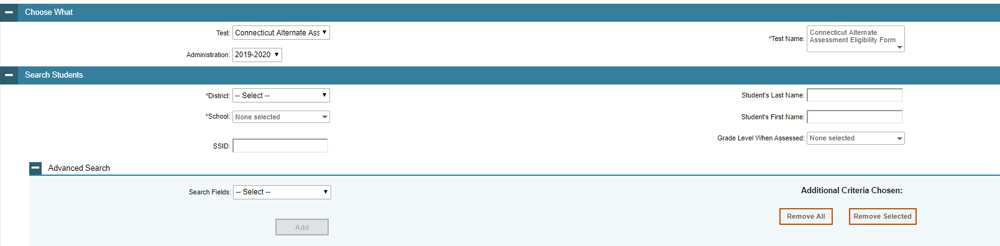 Choose What
Test: Connecticut Alternate Ass
*Test Name: Connecticut Alternate
Assessment Eligibility Form
Administration: 2019-2020
Search Students
*District: -- Select --
Student's Last Name:
*School: None selected
Student's First Name:
Grade Level When Assessed: None selected
SSID:
Advanced Search
Search Fields: -- Select --
Additional Criteria Chosen:
Remove All Remove Selected
Add